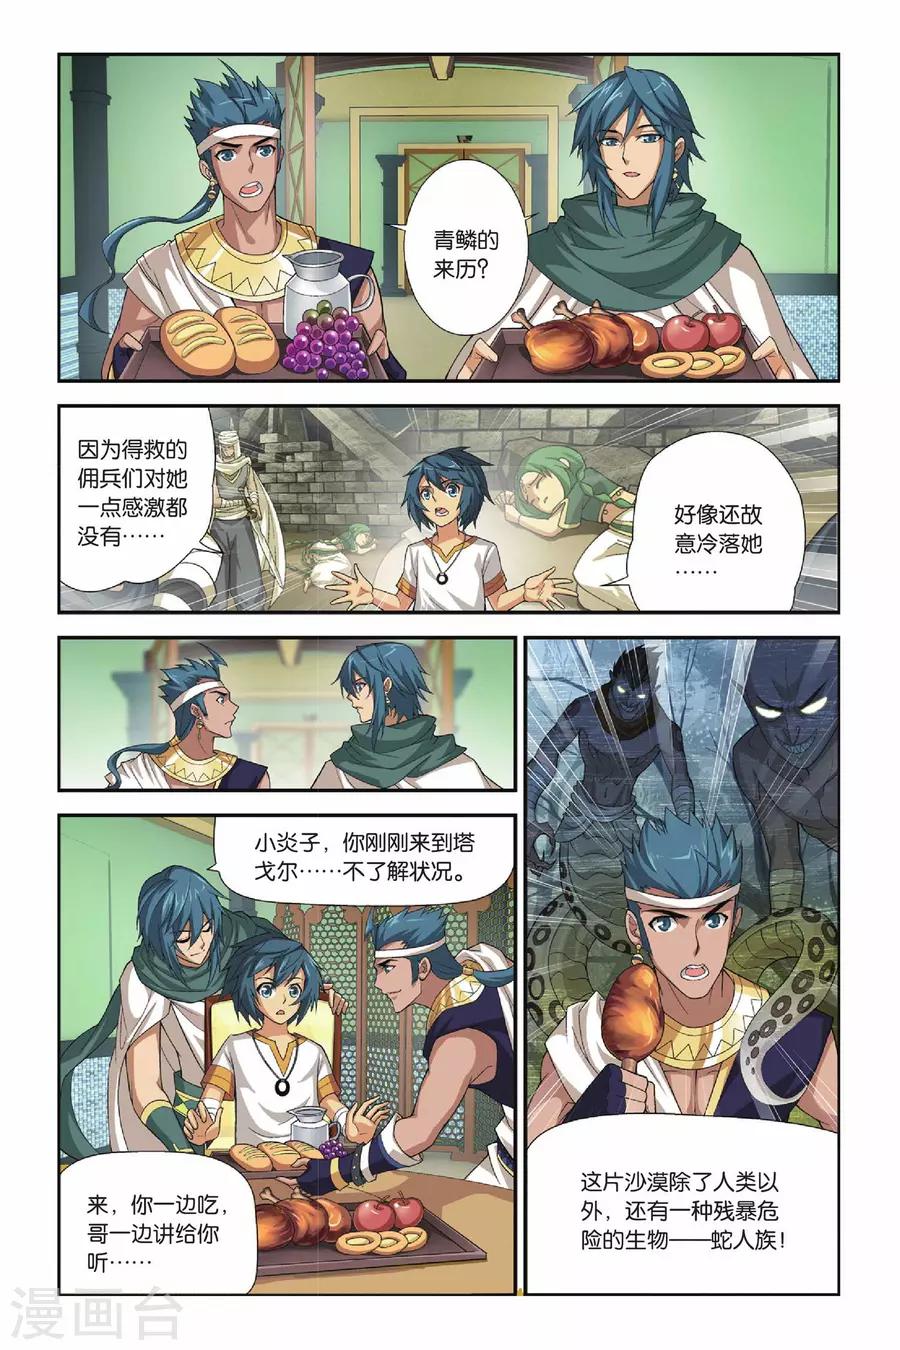 青鳞的
来历？
因为得救的
佣兵们对她
一点感激都
没有……
好像还故
意冷落她
……
小炎子，你刚刚来到塔
戈尔……不了解状况。
来，你一边吃，
哥一边讲给你
听……
这片沙漠除了人类以
外，还有一种残暴危
险的生物——蛇人族！
漫画台